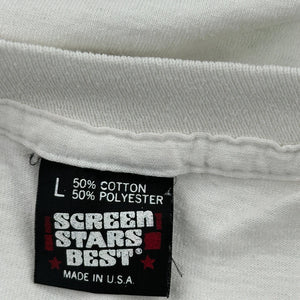 L 50% COTTON
50% POLYESTER
SCREEN
STARS
BEST®
MADE IN U.S.A.